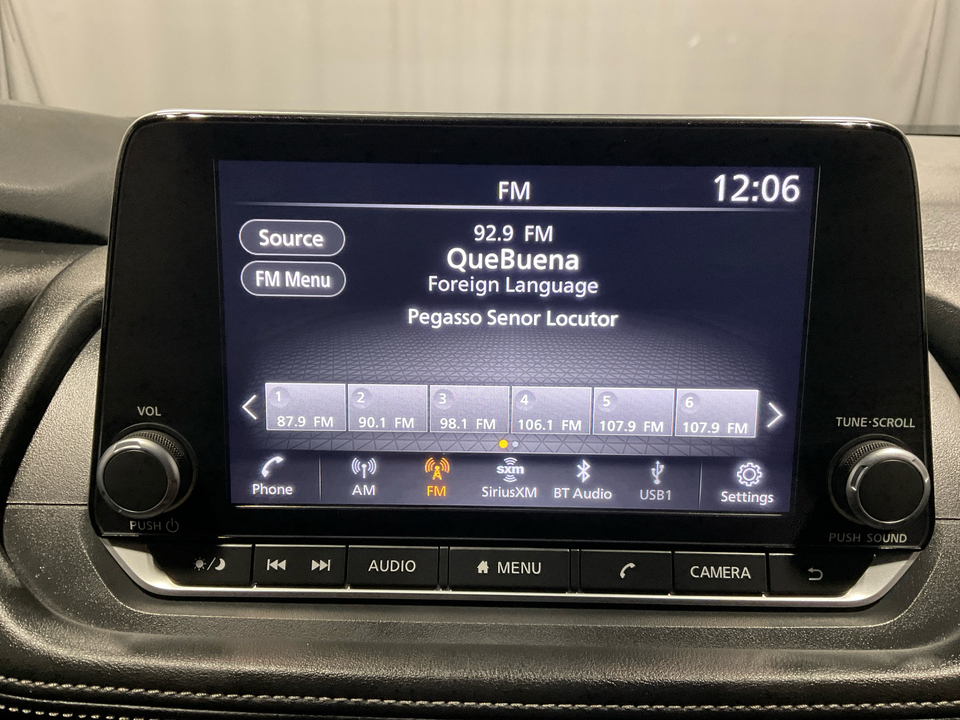 FM
12:06
Source
FM Menu
92.9 FM
QueBuena
Foreign Language
Pegasso Senor Locutor
1
87.9 FM
2
90.1 FM
3
98.1 FM
4
106.1 FM
5
107.9 FM
6
107.9 FM
Phone
AM
FM
sxm
SiriusXM
BT Audio
USB1
Settings
VOL
PUSH
TUNE·SCROLL
PUSH SOUND
AUDIO
MENU
CAMERA